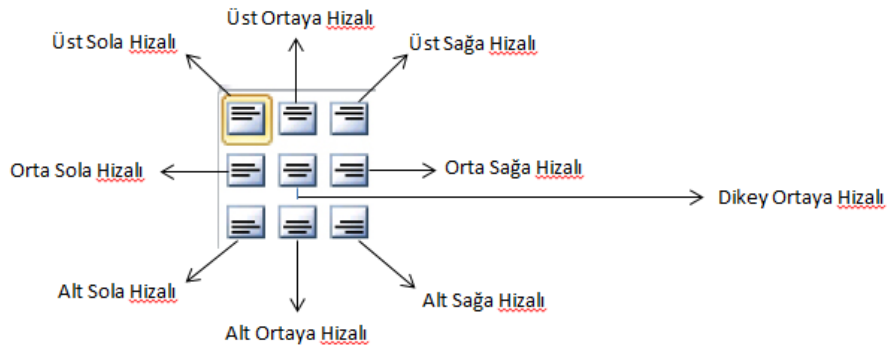 Üst Ortaya Hizalı
Üst Sola Hizalı
Üst Sağa Hizalı
Orta Sola Hizalı
Orta Sağa Hizalı
Dikey Ortaya Hizalı
Alt Sola Hizalı
Alt Sağa Hizalı
Alt Ortaya Hizalı